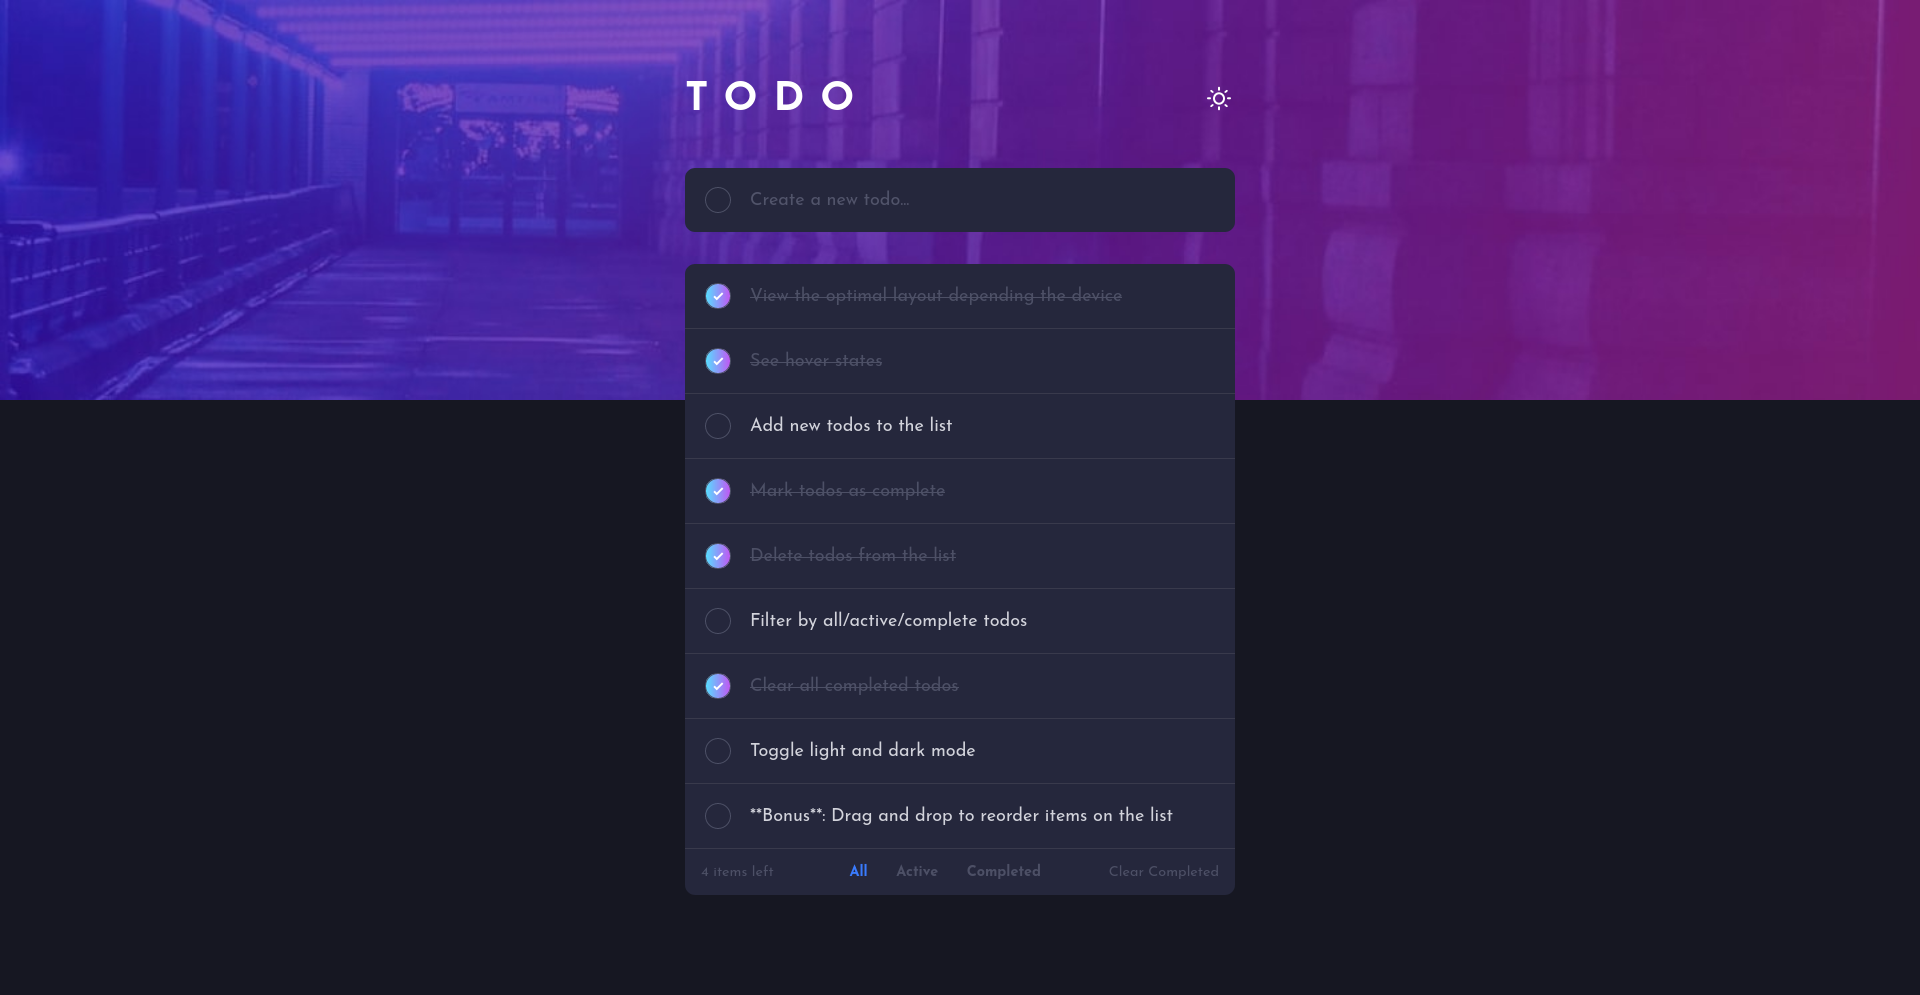 TODO
Create a new todo...
View the optimal layout depending the device
See hover states
Add new todos to the list
Mark todos as complete
Delete todos from the list
Filter by all/active/complete todos
Clear all completed todos
Toggle light and dark mode
**Bonus**: Drag and drop to reorder items on the list
4 items left All Active Completed Clear Completed